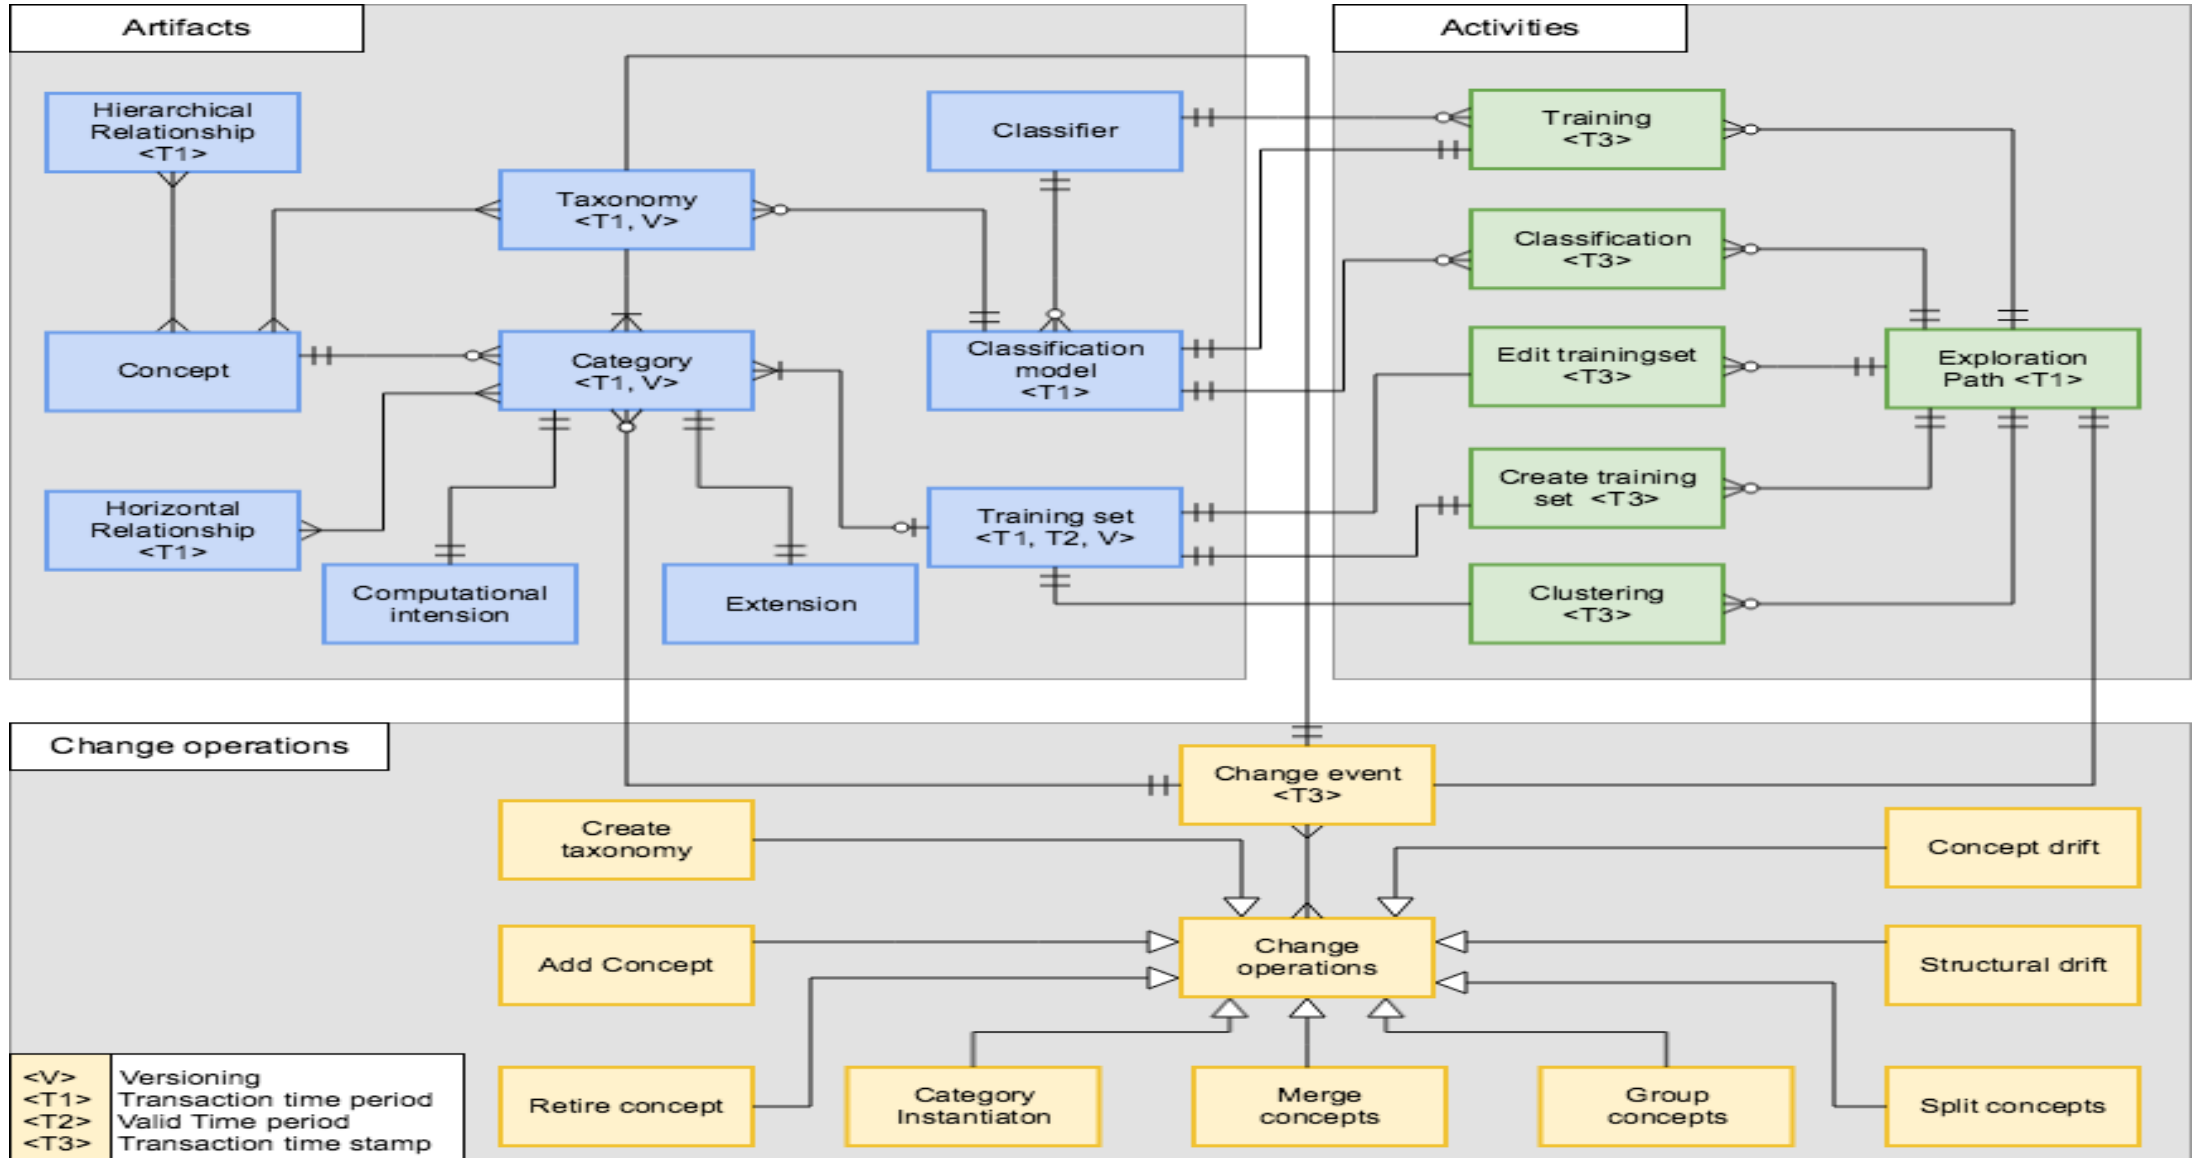 Artifacts
Activities
Hierarchical
Relationship
<T1>
Taxonomy
<T1, V>
Classifier
Training
<T3>
Classification
<T3>
Concept
Category
<T1, V>
Classification
model
<T1>
Edit trainingset
<T3>
Exploration
Path <T1>
Horizontal
Relationship
<T1>
Training set
<T1, T2, V>
Create training
set <T3>
Computational
intension
Extension
Clustering
<T3>
Change operations
Change event
<T3>
Create
taxonomy
Concept drift
Add Concept
Change
operations
Structural drift
Retire concept
Category
Instantiaton
Merge
concepts
Group
concepts
Split concepts
<V> Versioning
<T1> Transaction time period
<T2> Valid Time period
<T3> Transaction time stamp